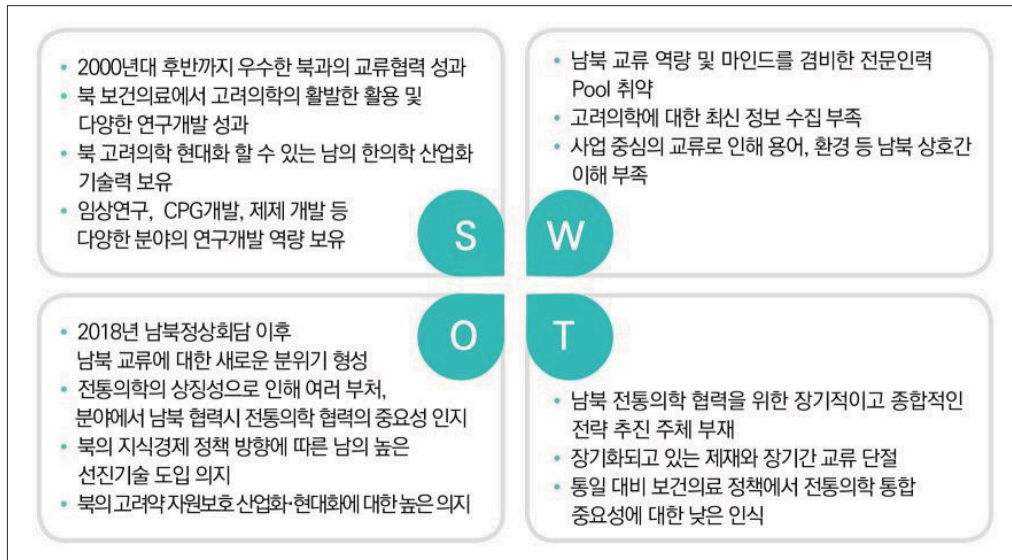 • 2000년대 후반까지 우수한 북과의 교류협력 성과
• 북 보건의료에서 고려의학의 활발한 활용 및
다양한 연구개발 성과
• 북 고려의학 현대화 할 수 있는 남의 한의학 산업화
기술력 보유
• 임상연구, CPG개발, 제제 개발 등
다양한 분야의 연구개발 역량 보유
S
• 남북 교류 역량 및 마인드를 겸비한 전문인력
Pool 취약
• 고려의학에 대한 최신 정보 수집 부족
• 사업 중심의 교류로 인해 용어, 환경 등 남북 상호간
이해 부족
W
• 2018년 남북정상회담 이후
남북 교류에 대한 새로운 분위기 형성
• 전통의학의 상징성으로 인해 여러 부처,
분야에서 남북 협력시 전통의학 협력의 중요성 인지
• 북의 지식경제 정책 방향에 따른 남의 높은
선진기술 도입 의지
• 북의 고려약 자원보호 산업화·현대화에 대한 높은 의지
O
• 남북 전통의학 협력을 위한 장기적이고 종합적인
전략 추진 주체 부재
• 장기화되고 있는 제재와 장기간 교류 단절
• 통일 대비 보건의료 정책에서 전통의학 통합
중요성에 대한 낮은 인식
T